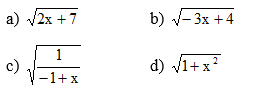 a) √(2x + 7) b) √(− 3x + 4)
c) √(1/(−1+ x)) d) √(1+ x²)